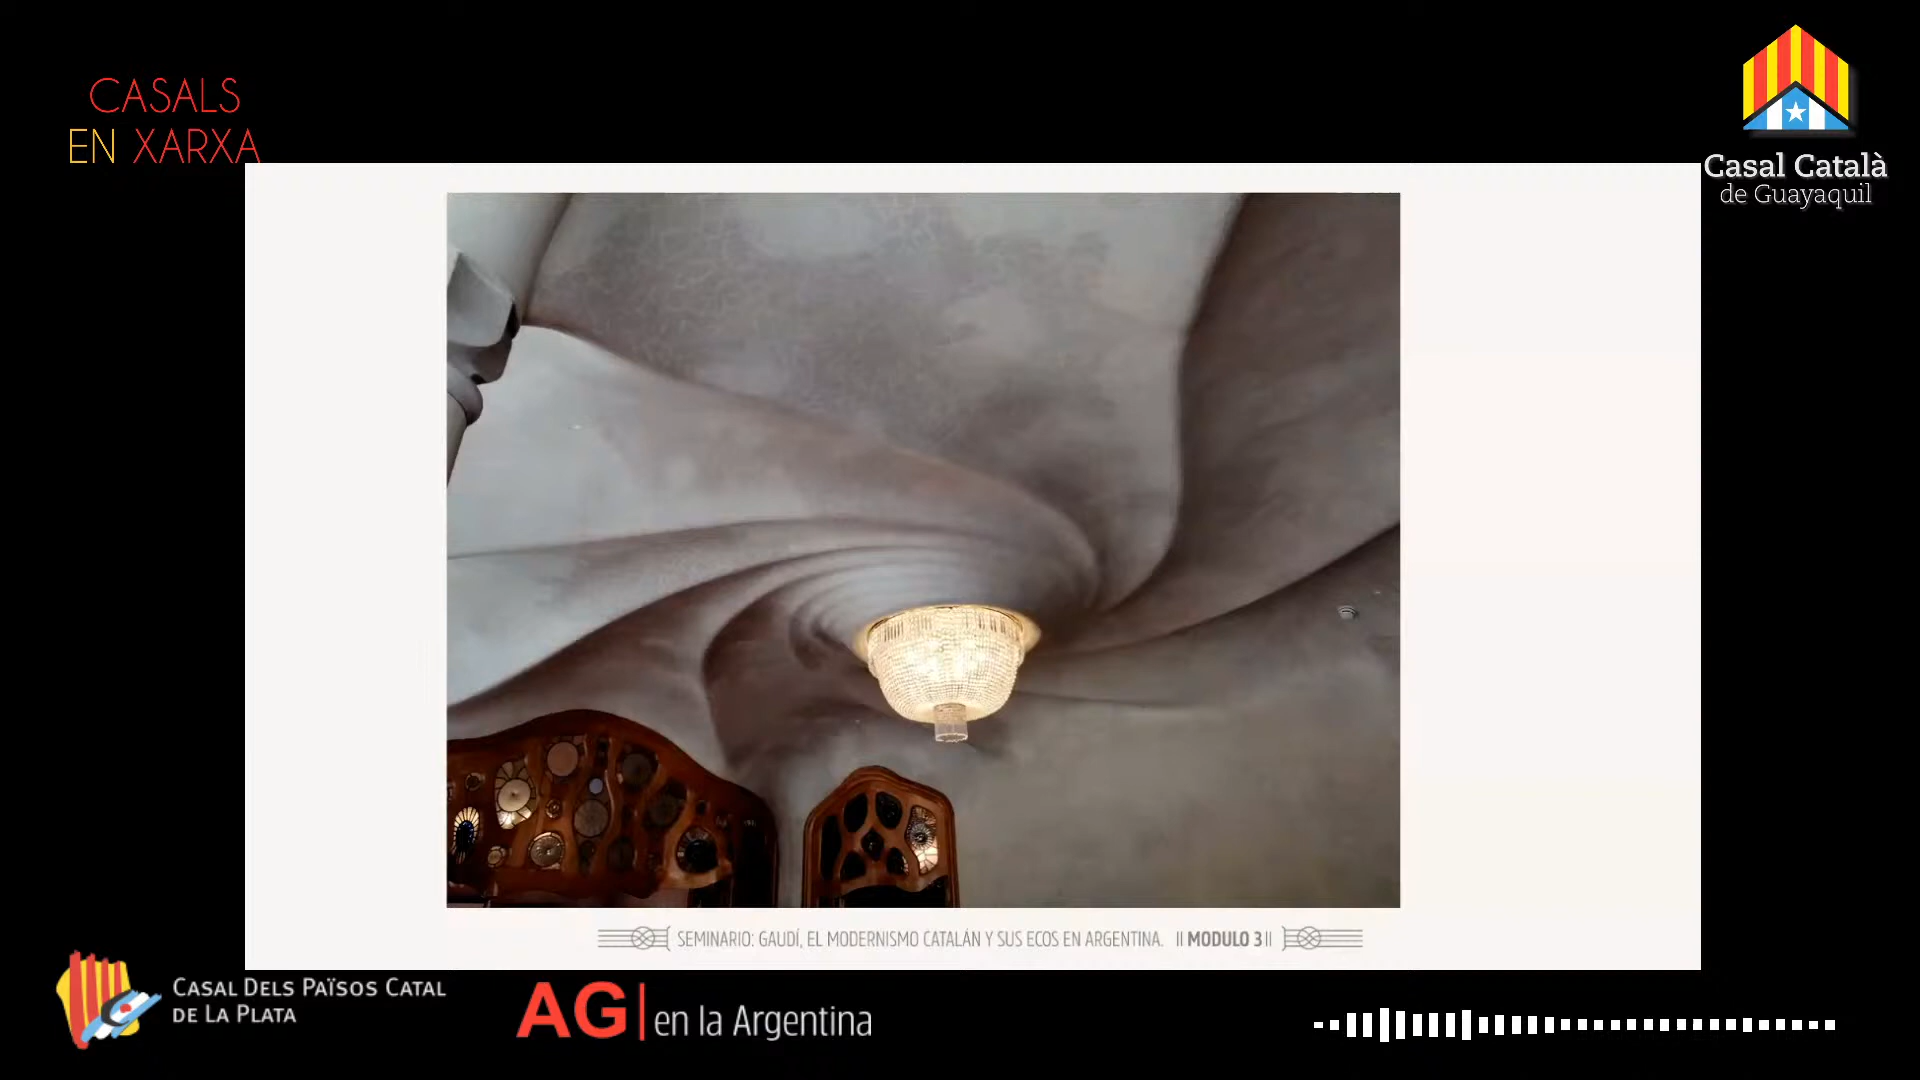 CASALS
EN XARXA
Casal Català
de Guayaquil
SEMINARIO: GAUDÍ, EL MODERNISMO CATALÁN Y SUS ECOS EN ARGENTINA. || MODULO 3 ||
CASAL DELS PAÏSOS CATAL
DE LA PLATA
AG | en la Argentina